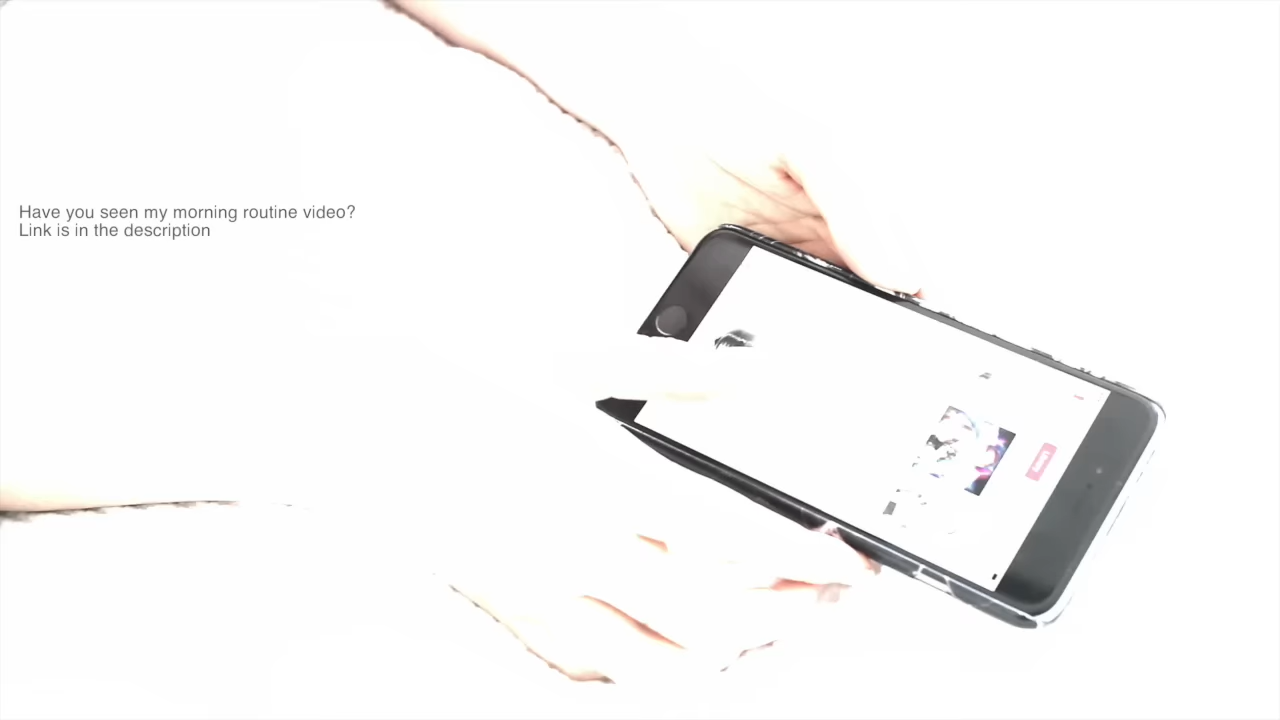 Have you seen my morning routine video?
Link is in the description